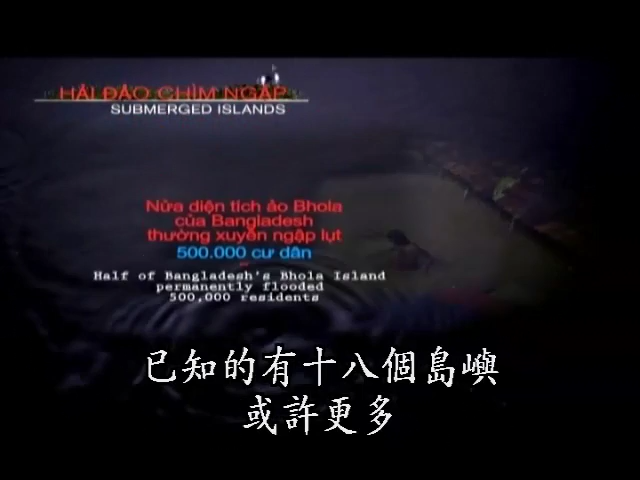 HẢI ĐẢO CHÌM NGẬP
SUBMERGED ISLANDS
Nửa diện tích ảo Bhola
của Bangladesh
thường xuyên ngập lụt
500.000 cư dân
Half of Bangladesh's Bhola Island
permanently flooded
500,000 residents
已知的有十八個島嶼
或許更多